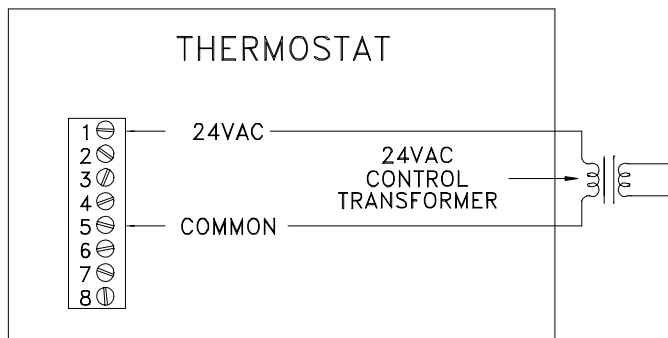 THERMOSTAT
1 24VAC
2
3
4
5 COMMON
6
7
8
24VAC
CONTROL
TRANSFORMER